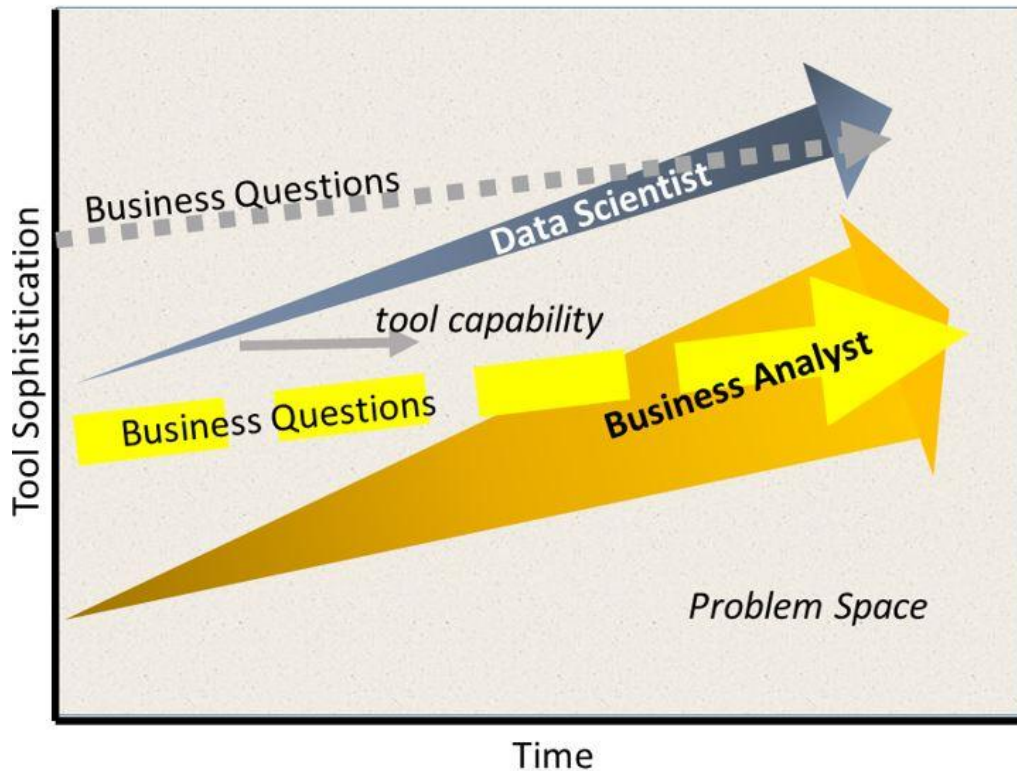 Business Questions
Data Scientist
tool capability
Business Questions
Business Analyst
Problem Space
Tool Sophistication
Time